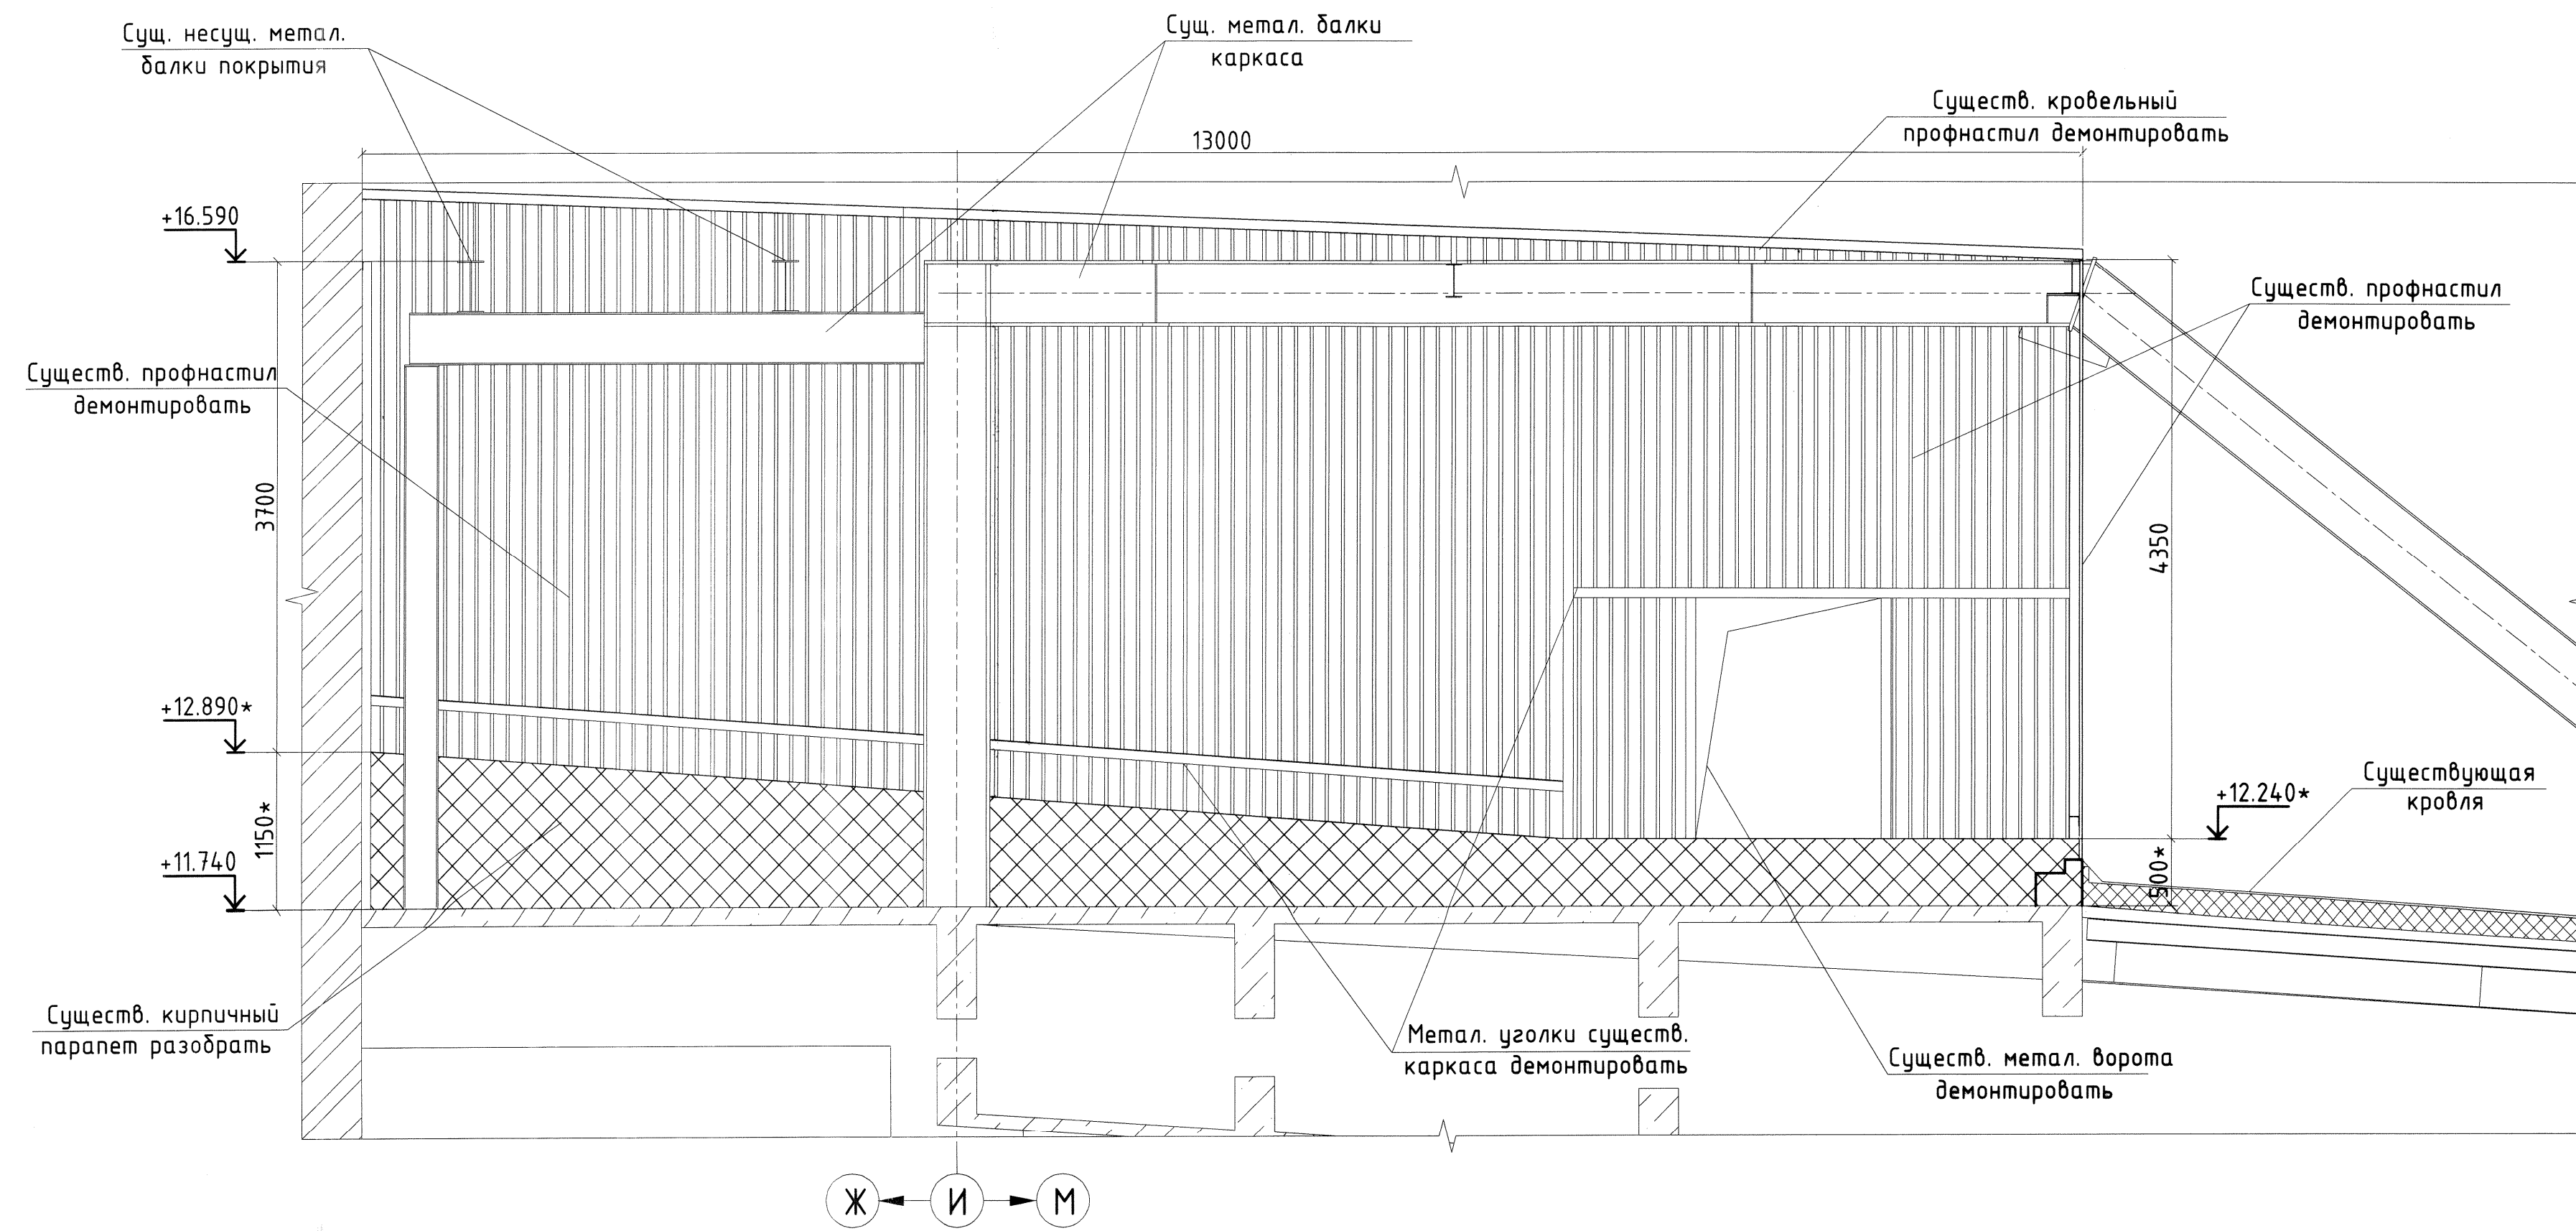 Сущ. несущ. метал.
балки покрытия
Сущ. метал. балки
каркаса
Существ. кровельный
профнастил демонтировать
13000
+16.590
Существ. профнастил
демонтировать
Существ. профнастил
демонтировать
3700
4350
+12.890*
Существующая
кровля
+12.240*
1150*
+11.740
500*
Существ. кирпичный
парапет разобрать
Метал. уголки существ.
каркаса демонтировать
Существ. метал. ворота
демонтировать
Ж И М